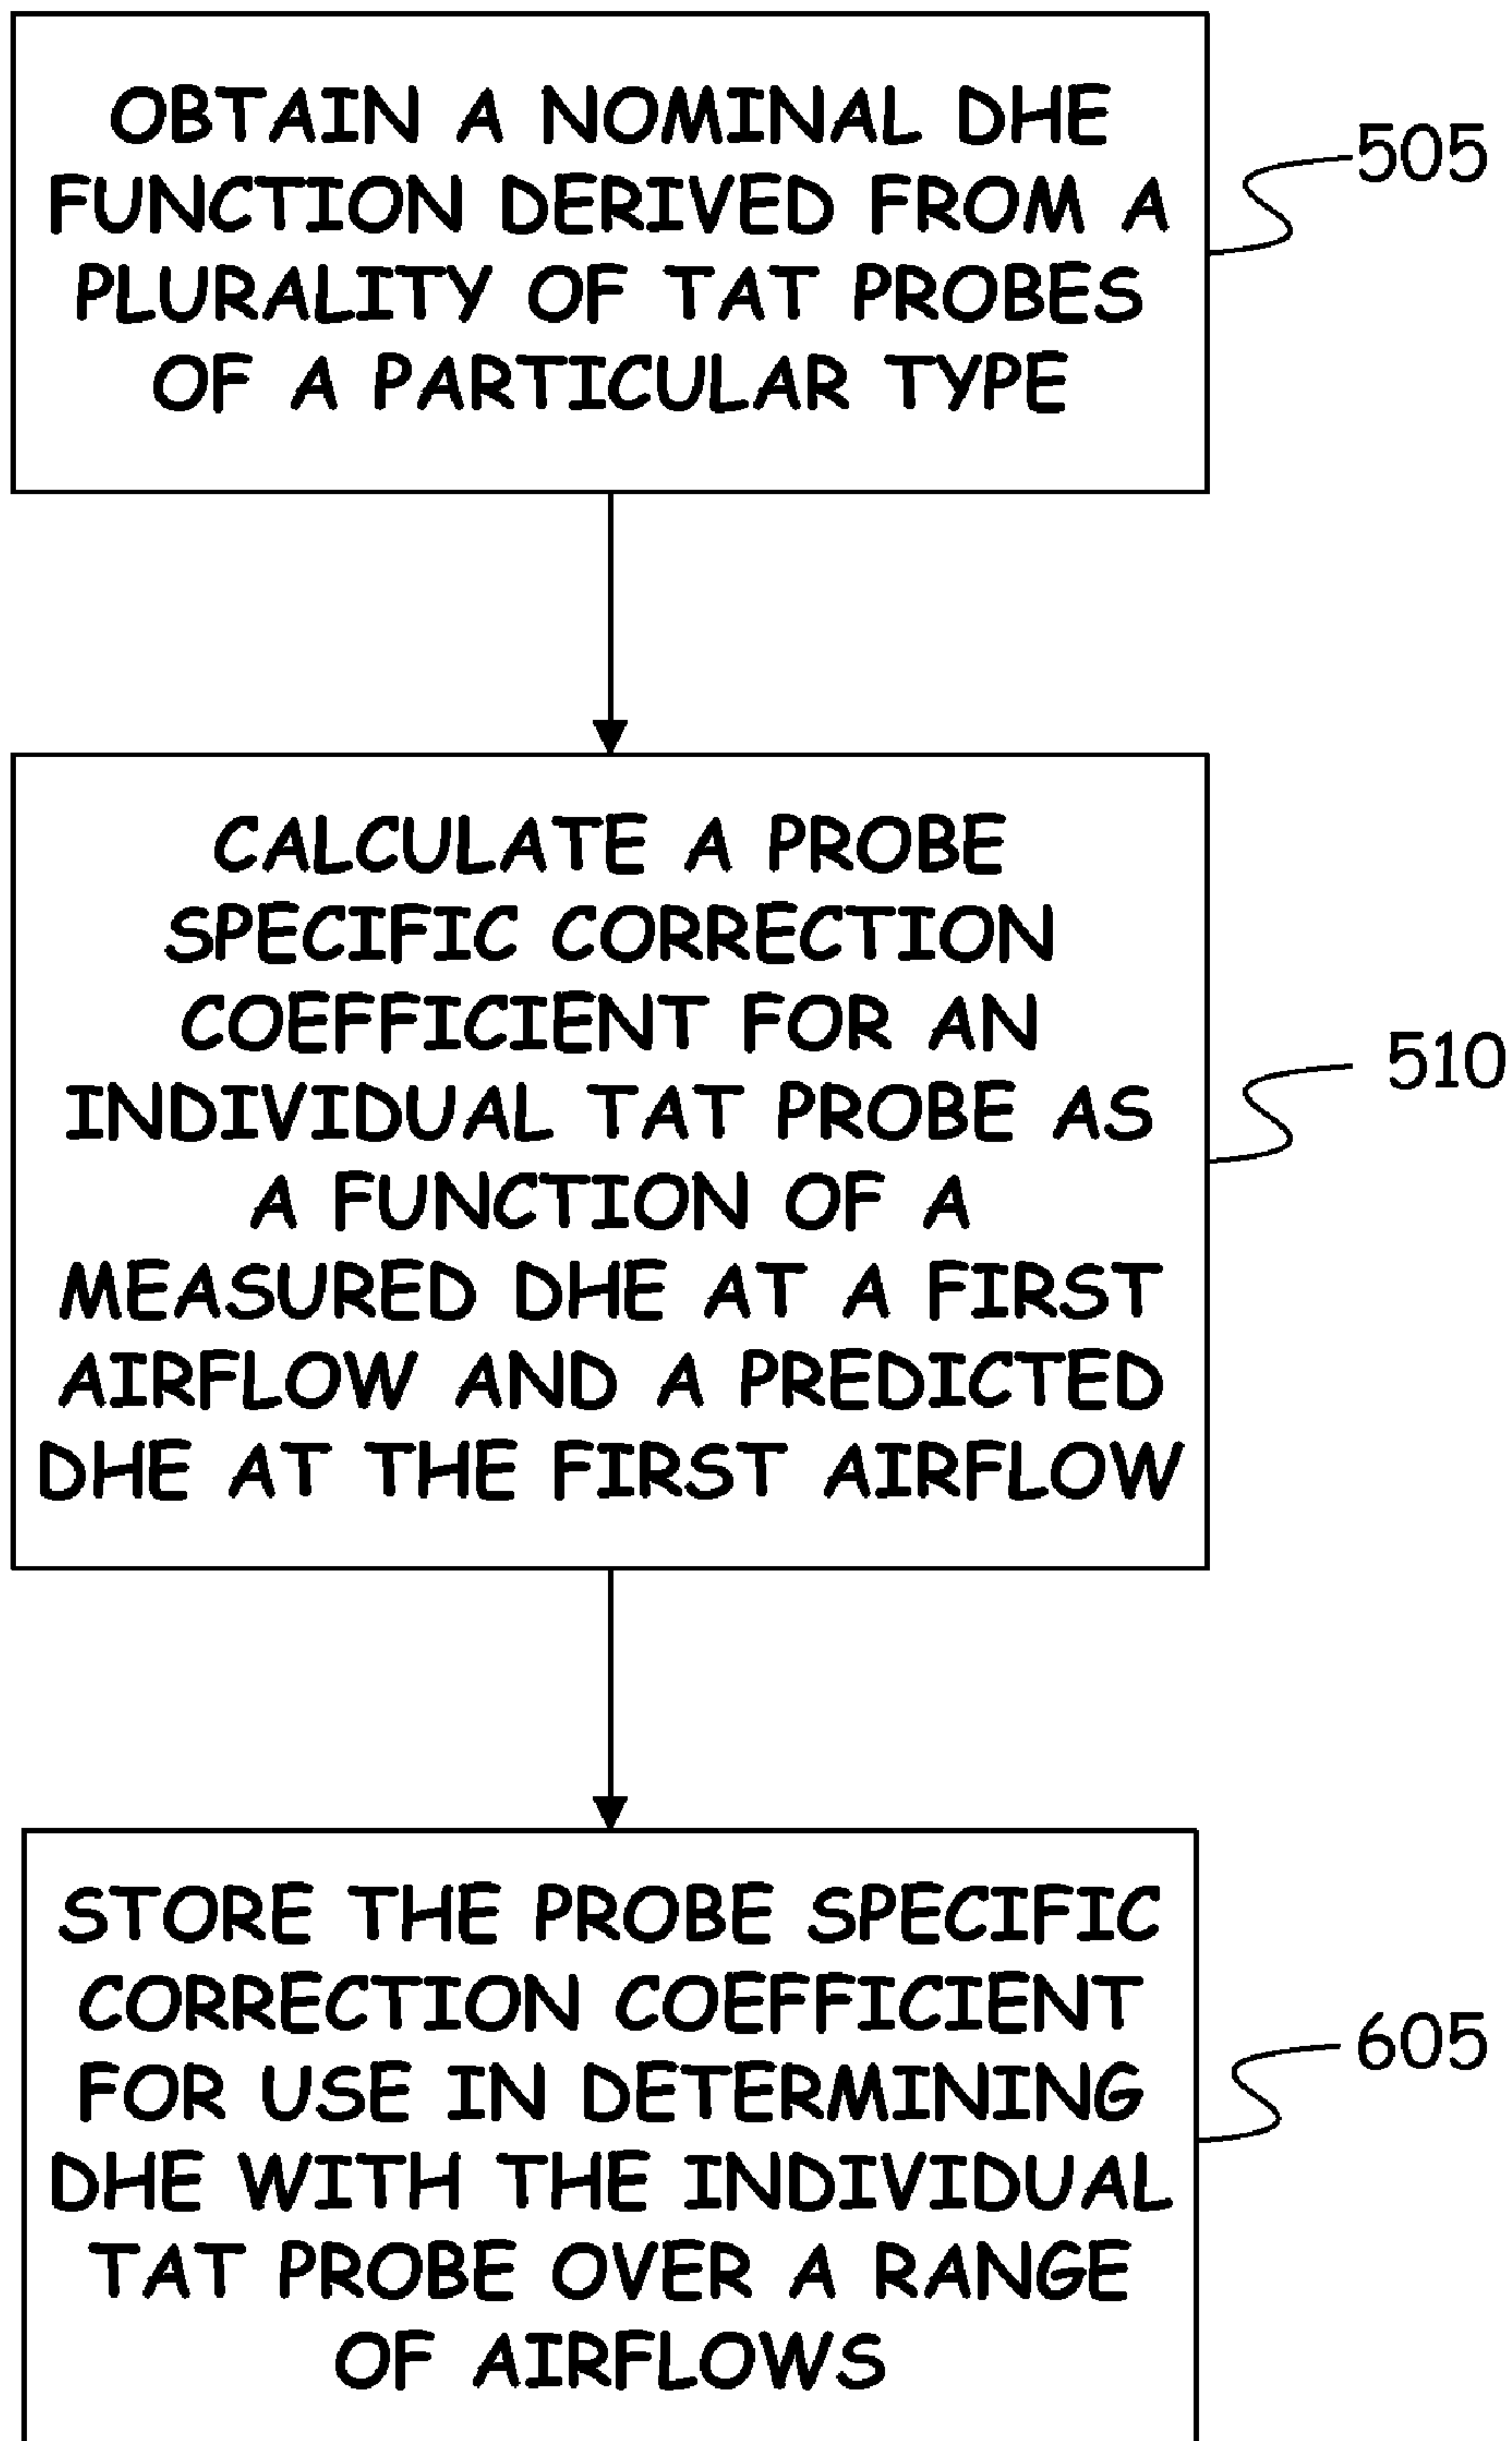 OBTAIN A NOMINAL DHE
FUNCTION DERIVED FROM A
PLURALITY OF TAT PROBES
OF A PARTICULAR TYPE
505
CALCULATE A PROBE
SPECIFIC CORRECTION
COEFFICIENT FOR AN
INDIVIDUAL TAT PROBE AS
A FUNCTION OF A
MEASURED DHE AT A FIRST
AIRFLOW AND A PREDICTED
DHE AT THE FIRST AIRFLOW
510
STORE THE PROBE SPECIFIC
CORRECTION COEFFICIENT
FOR USE IN DETERMINING
DHE WITH THE INDIVIDUAL
TAT PROBE OVER A RANGE
OF AIRFLOWS
605